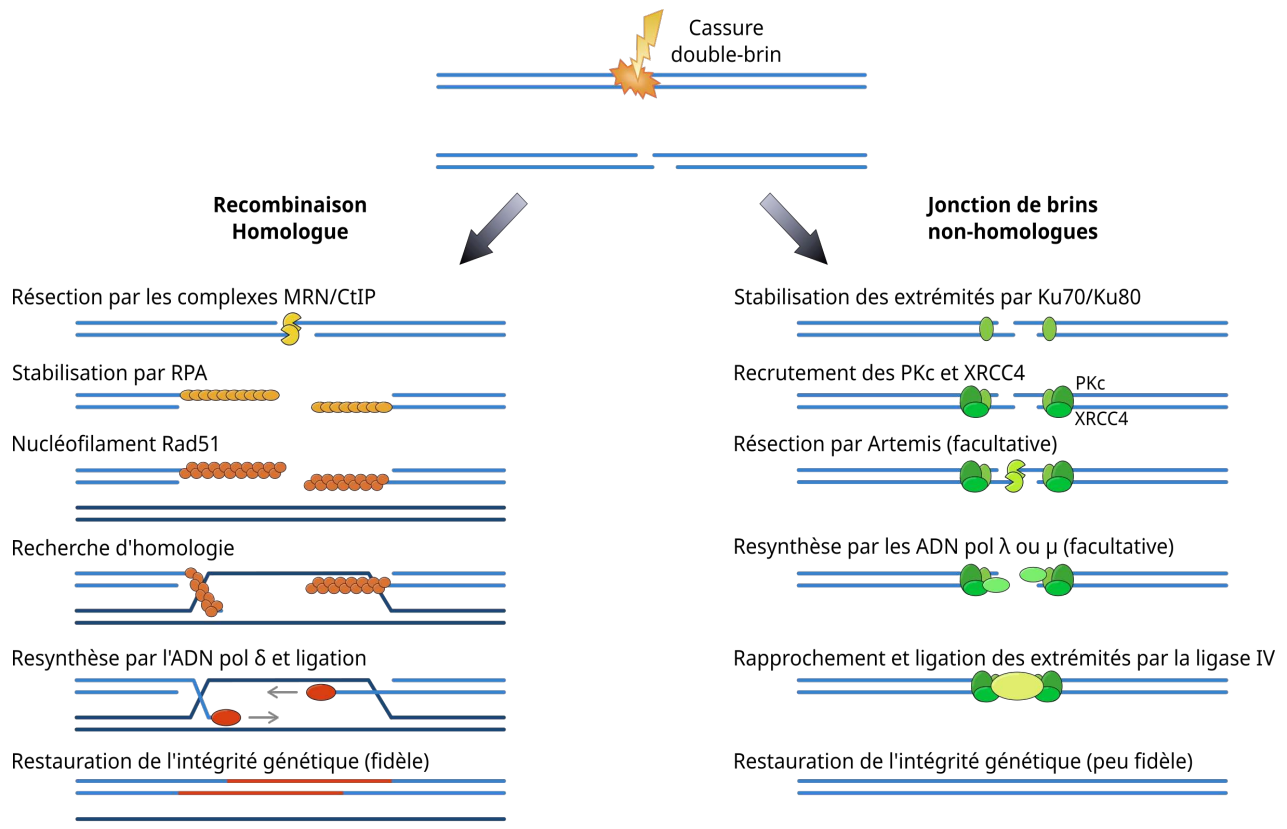 Cassure
double-brin
Recombinaison
Homologue
Résection par les complexes MRN/CtIP
Stabilisation par RPA
Nucléofilament Rad51
Recherche d'homologie
Resynthèse par l'ADN pol δ et ligation
Restauration de l'intégrité génétique (fidèle)
Jonction de brins
non-homologues
Stabilisation des extrémités par Ku70/Ku80
Recrutement des PKc et XRCC4
PKc
XRCC4
Résection par Artemis (facultative)
Resynthèse par les ADN pol λ ou μ (facultative)
Rapprochement et ligation des extrémités par la ligase IV
Restauration de l'intégrité génétique (peu fidèle)